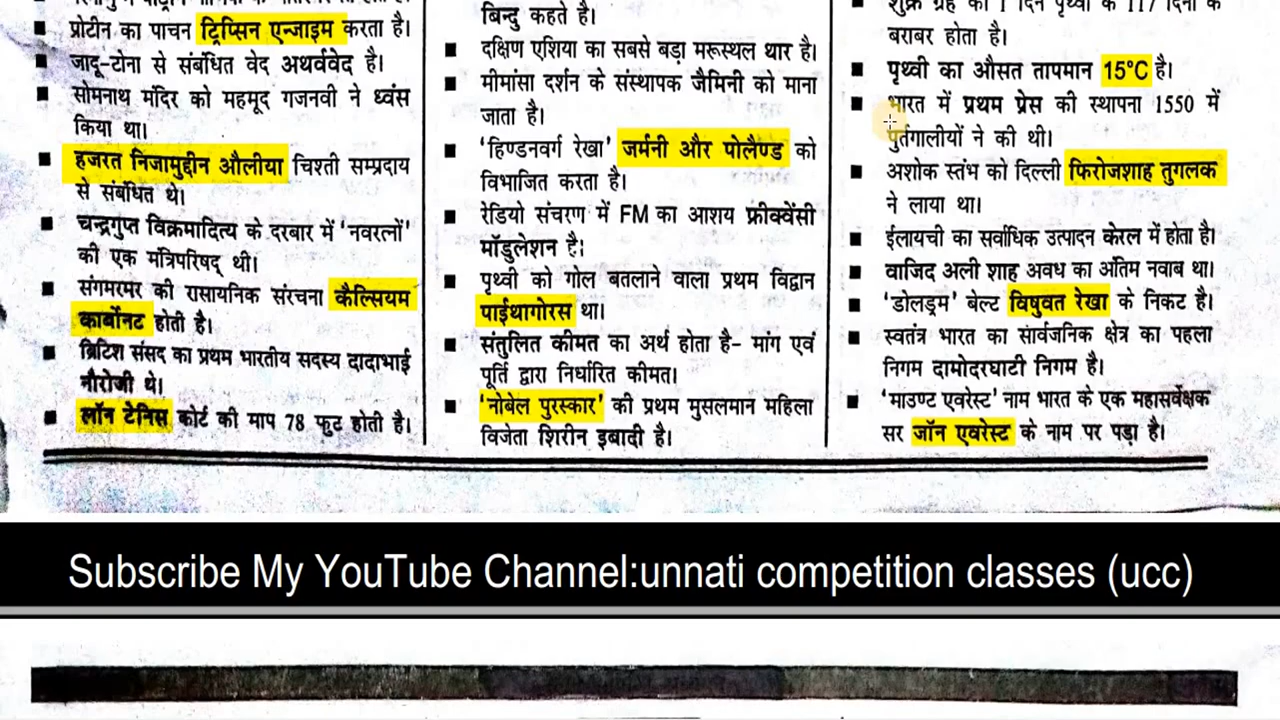 प्रोटीन का पाचन ट्रिप्सिन एन्जाइम करता है।
जादू-टोना से संबंधित वेद अथर्ववेद है।
सोमनाथ मंदिर को महमूद गजनवी ने ध्वंस
किया था।
हजरत निजामुद्दीन औलीया चिश्ती सम्प्रदाय
से संबंधित थे।
चन्द्रगुप्त विक्रमादित्य के दरबार में 'नवरत्नों'
की एक मंत्रिपरिषद् थी।
संगमरमर की रासायनिक संरचना कैल्सियम
कार्बोनट होती है।
ब्रिटिश संसद का प्रथम भारतीय सदस्य दादाभाई
नौरोजी थे।
लॉन टेनिस कोर्ट की माप 78 फुट होती है।
बिन्दु कहते है।
दक्षिण एशिया का सबसे बड़ा मरूस्थल थार है।
मीमांसा दर्शन के संस्थापक जैमिनी को माना
जाता है।
'हिण्डनवर्ग रेखा' जर्मनी और पोलैण्ड को
विभाजित करता है।
रेडियो संचरण में FM का आशय फ्रीक्वेंसी
मॉडुलेशन है।
पृथ्वी को गोल बतलाने वाला प्रथम विद्वान
पाईथागोरस था।
संतुलित कीमत का अर्थ होता है- मांग एवं
पूर्ति द्वारा निर्धारित कीमत।
'नोबेल पुरस्कार' की प्रथम मुसलमान महिला
विजेता शिरीन इबादी है।
शुक्र ग्रह का 1 दिन पृथ्वी के 117 दिनों के
बराबर होता है।
पृथ्वी का औसत तापमान 15°C है।
भारत में प्रथम प्रेस की स्थापना 1550 में
पुर्तगालीयों ने की थी।
अशोक स्तंभ को दिल्ली फिरोजशाह तुगलक
ने लाया था।
ईलायची का सर्वाधिक उत्पादन केरल में होता है।
वाजिद अली शाह अवध का अंतिम नवाब था।
'डोलड्रम' बेल्ट विषुवत रेखा के निकट है।
स्वतंत्र भारत का सार्वजनिक क्षेत्र का पहला
निगम दामोदरघाटी निगम है।
'माउण्ट एवरेस्ट' नाम भारत के एक महासर्वेक्षक
सर जॉन एवरेस्ट के नाम पर पड़ा है।
Subscribe My YouTube Channel:unnati competition classes (ucc)